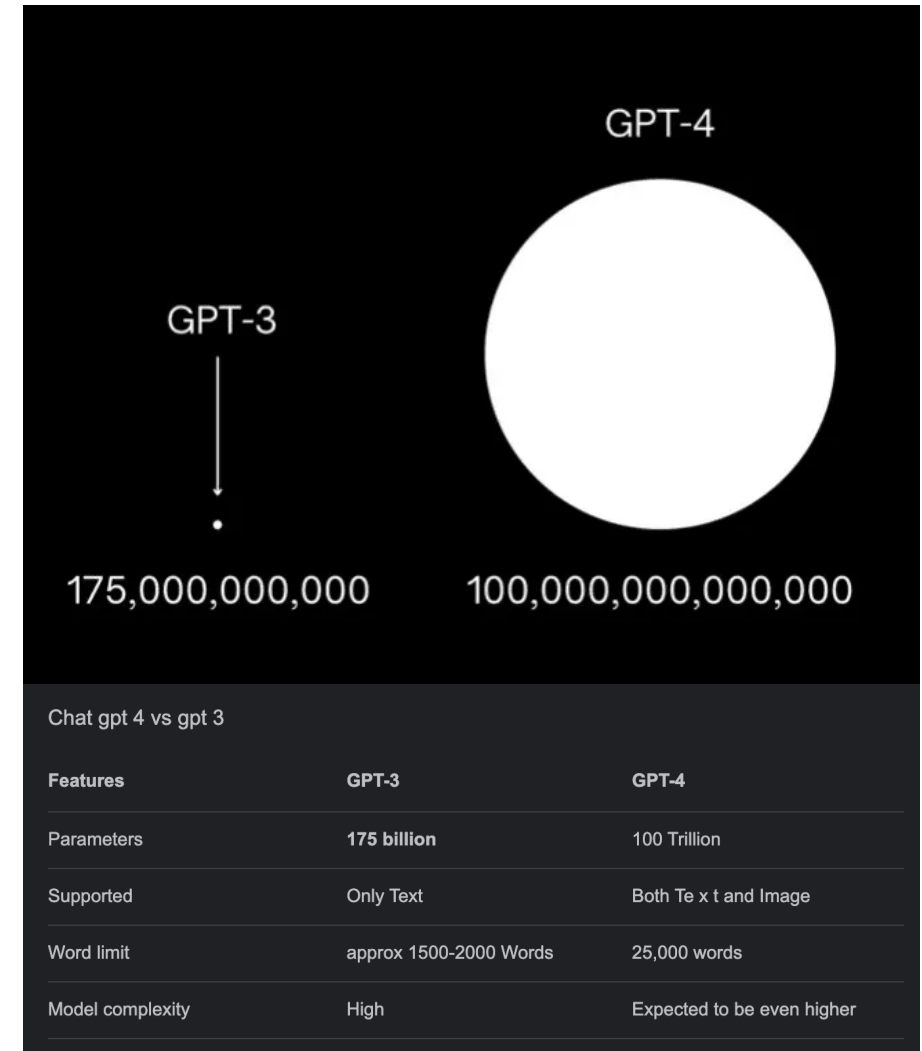 GPT-4
GPT-3
175,000,000,000 100,000,000,000,000
Chat gpt 4 vs gpt 3
Features GPT-3 GPT-4
Parameters 175 billion 100 Trillion
Supported Only Text Both Te x t and Image
Word limit approx 1500-2000 Words 25,000 words
Model complexity High Expected to be even higher